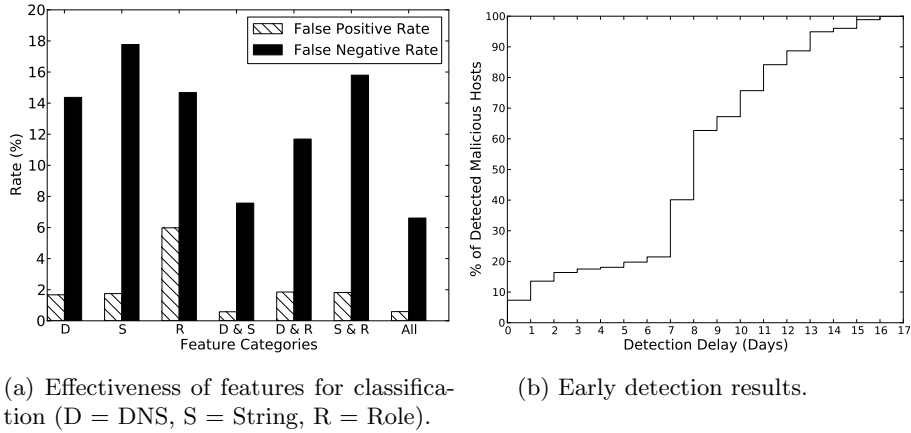 20
18
16
14
12
10
8
6
4
2
0
Rate (%)
False Positive Rate
False Negative Rate
D S R D & S D & R S & R All
Feature Categories
100
90
80
70
60
50
40
30
20
10
0
% of Detected Malicious Hosts
0 1 2 3 4 5 6 7 8 9 10 11 12 13 14 15 16 17
Detection Delay (Days)
(a) Effectiveness of features for classifica-
tion (D = DNS, S = String, R = Role).
(b) Early detection results.